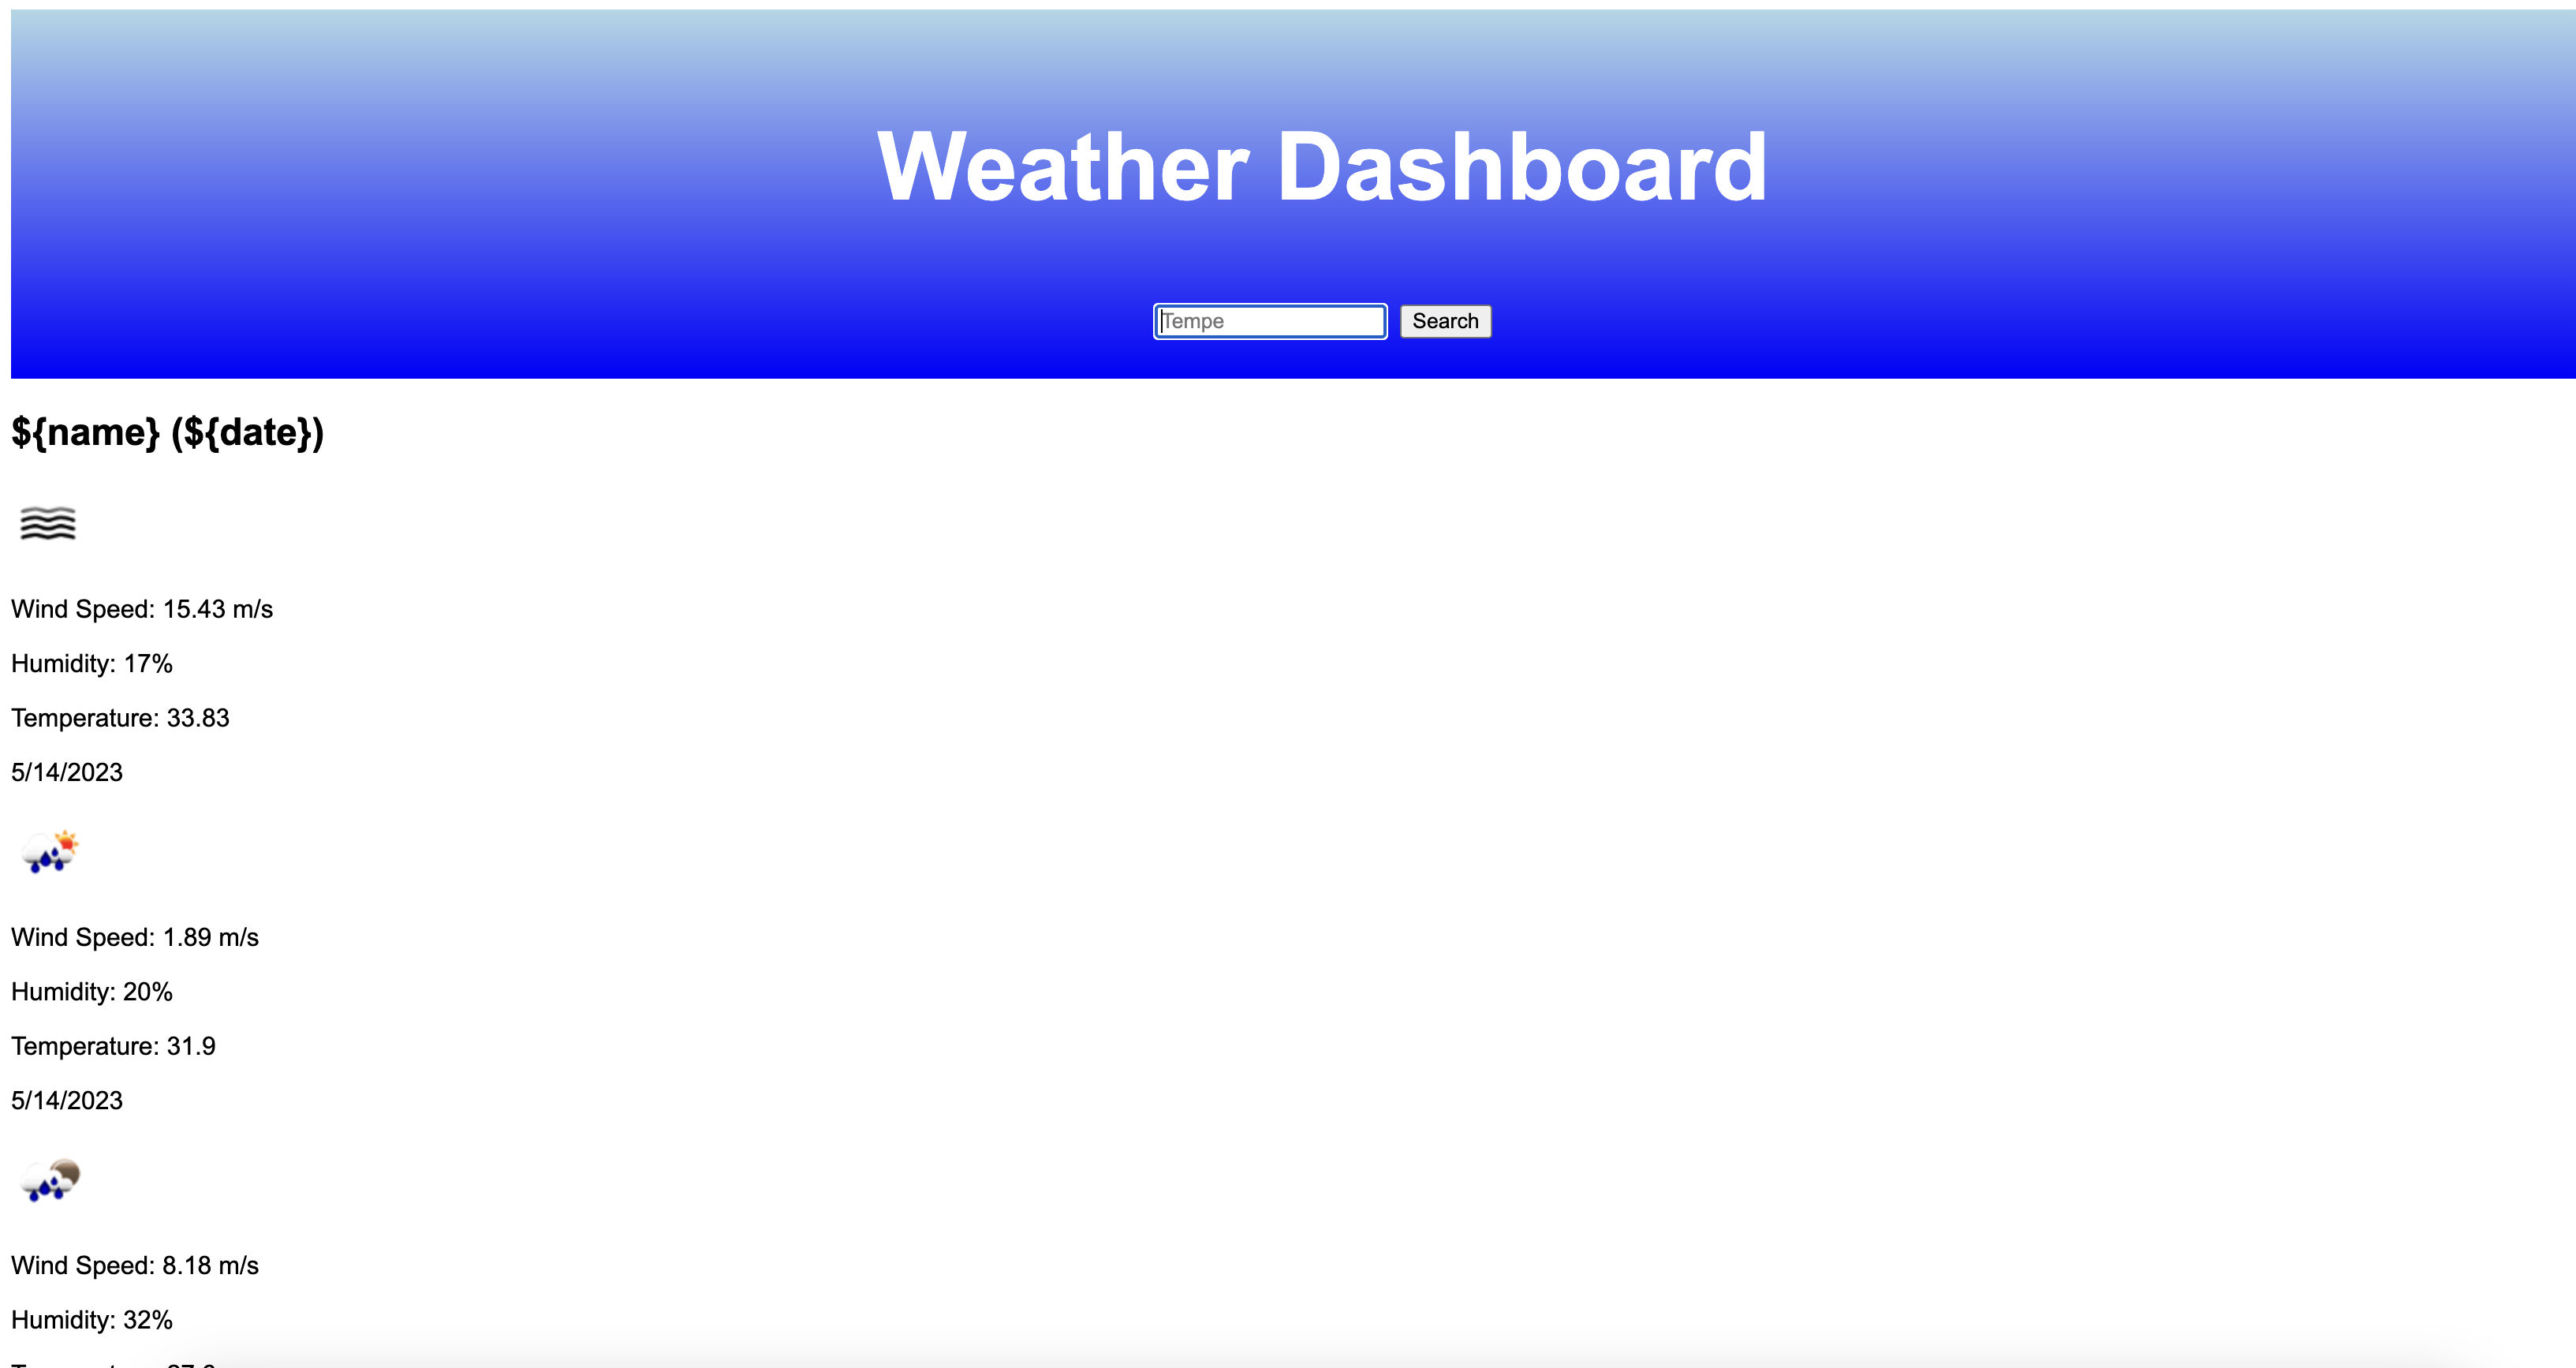 Weather Dashboard
Tempe
Search
${name} (${date})
Wind Speed: 15.43 m/s
Humidity: 17%
Temperature: 33.83
5/14/2023
Wind Speed: 1.89 m/s
Humidity: 20%
Temperature: 31.9
5/14/2023
Wind Speed: 8.18 m/s
Humidity: 32%